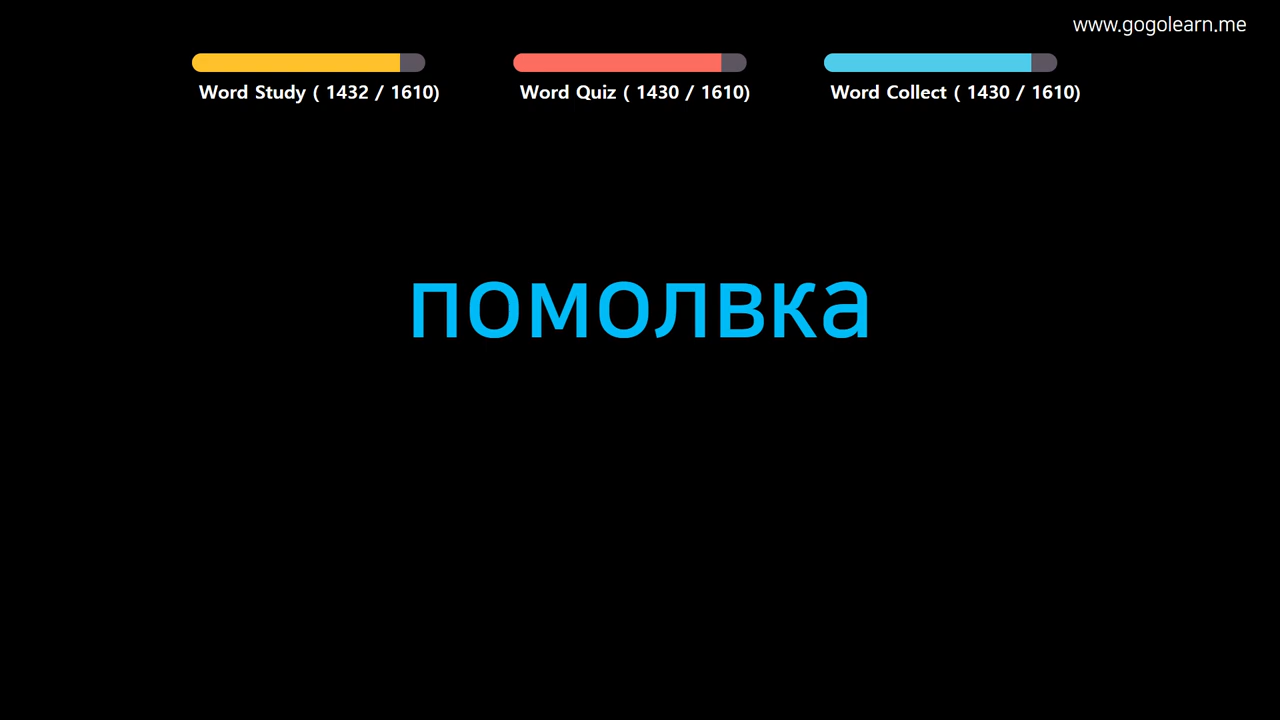 www.gogolearn.me
Word Study ( 1432 / 1610)
Word Quiz ( 1430 / 1610)
Word Collect ( 1430 / 1610)
помолвка